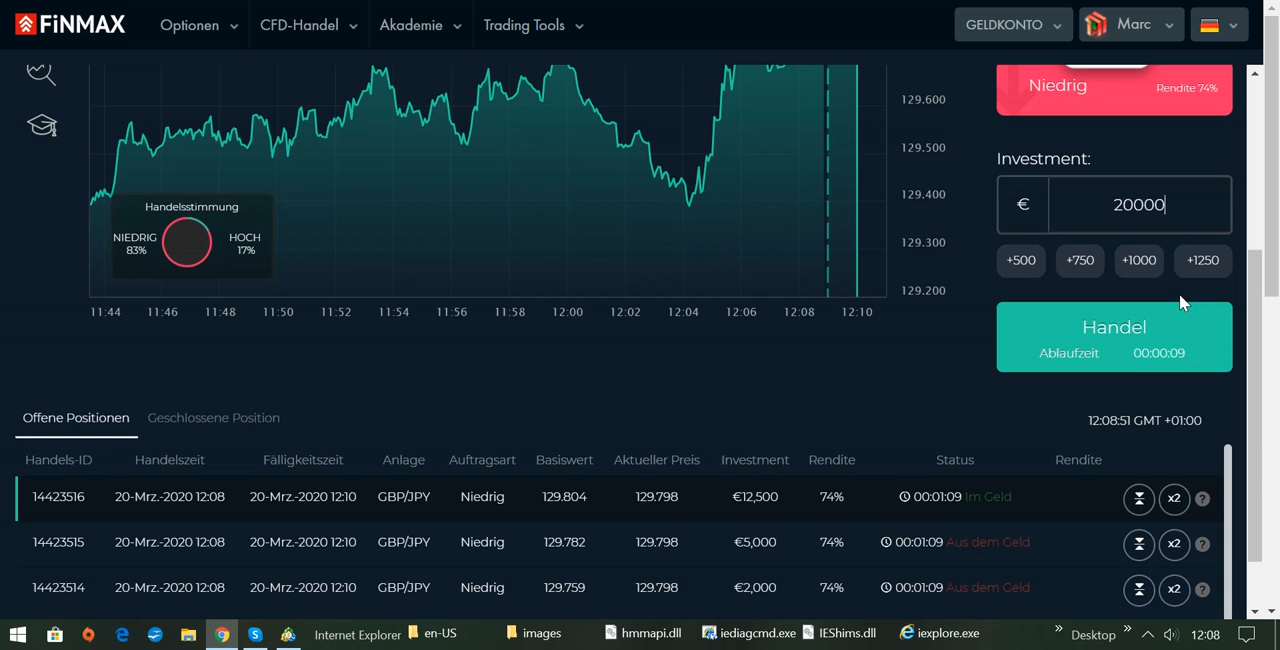 FiNMAX Optionen CFD-Handel Akademie Trading Tools GELDKONTO Marc
Niedrig Rendite 74%
129.600
129.500
129.400
129.300
129.200
Handelsstimmung
NIEDRIG 83% HOCH 17%
11:44 11:46 11:48 11:50 11:52 11:54 11:56 11:58 12:00 12:02 12:04 12:06 12:08 12:10
Investment:
€ 20000
+500 +750 +1000 +1250
Handel
Ablaufzeit 00:00:09
Offene Positionen Geschlossene Position 12:08:51 GMT +01:00
Handels-ID Handelszeit Fälligkeitszeit Anlage Auftragsart Basiswert Aktueller Preis Investment Rendite Status Rendite
14423516 20-Mrz.-2020 12:08 20-Mrz.-2020 12:10 GBP/JPY Niedrig 129.804 129.798 €12,500 74% 00:01:09 Im Geld x2 ?
14423515 20-Mrz.-2020 12:08 20-Mrz.-2020 12:10 GBP/JPY Niedrig 129.782 129.798 €5,000 74% 00:01:09 Aus dem Geld x2 ?
14423514 20-Mrz.-2020 12:08 20-Mrz.-2020 12:10 GBP/JPY Niedrig 129.759 129.798 €2,000 74% 00:01:09 Aus dem Geld x2 ?
Internet Explorer en-US images hmmapi.dll iediagcmd.exe IEShims.dll iexplore.exe » Desktop » 12:08